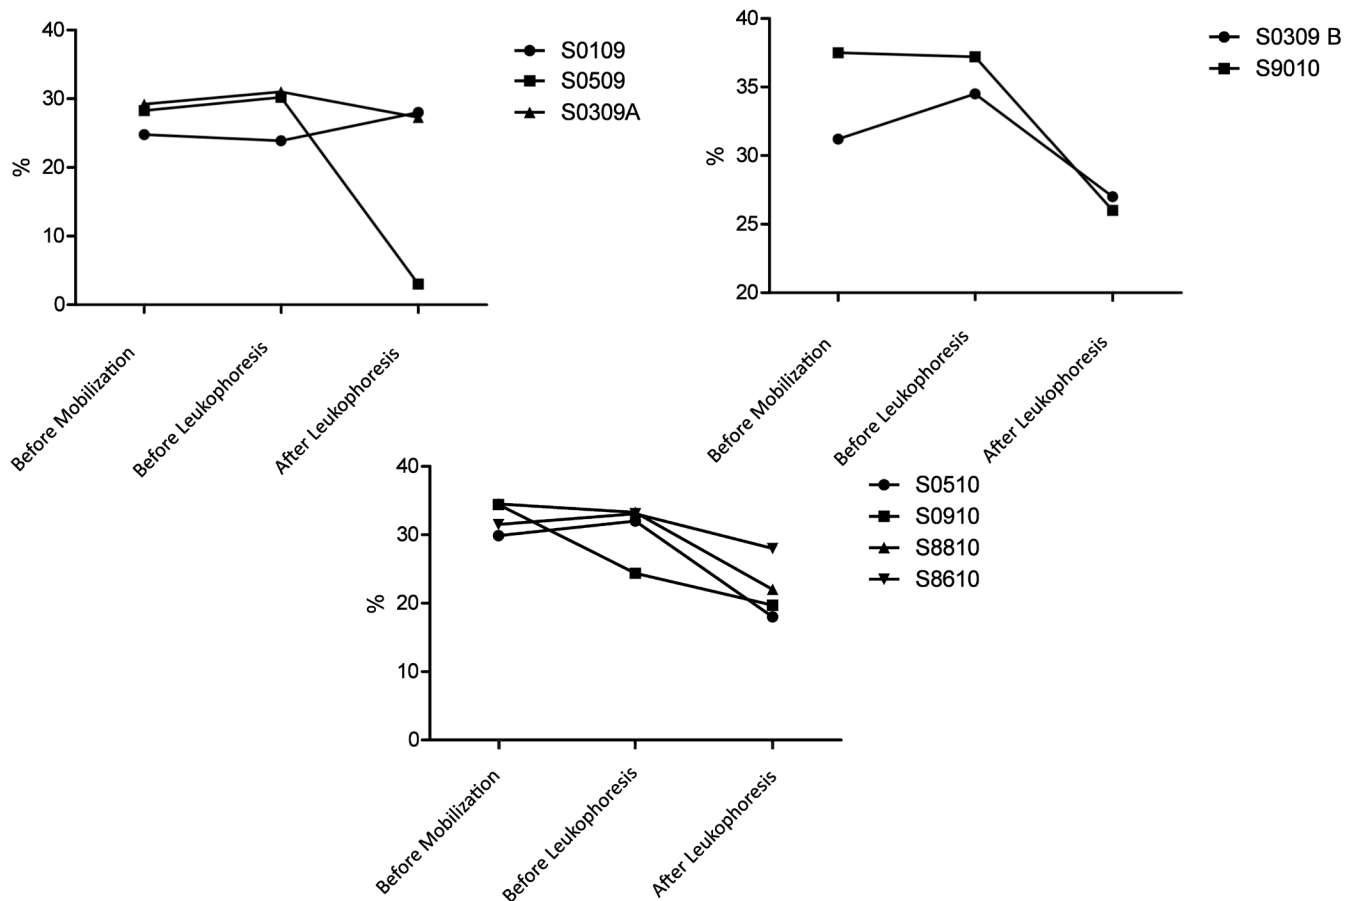 40
30
20
10
0
%
Before Mobilization
Before Leukophoresis
After Leukophoresis
S0109
S0509
S0309A
40
35
30
25
20
%
Before Mobilization
Before Leukophoresis
After Leukophoresis
S0309 B
S9010
40
30
20
10
0
%
Before Mobilization
Before Leukophoresis
After Leukophoresis
S0510
S0910
S8810
S8610